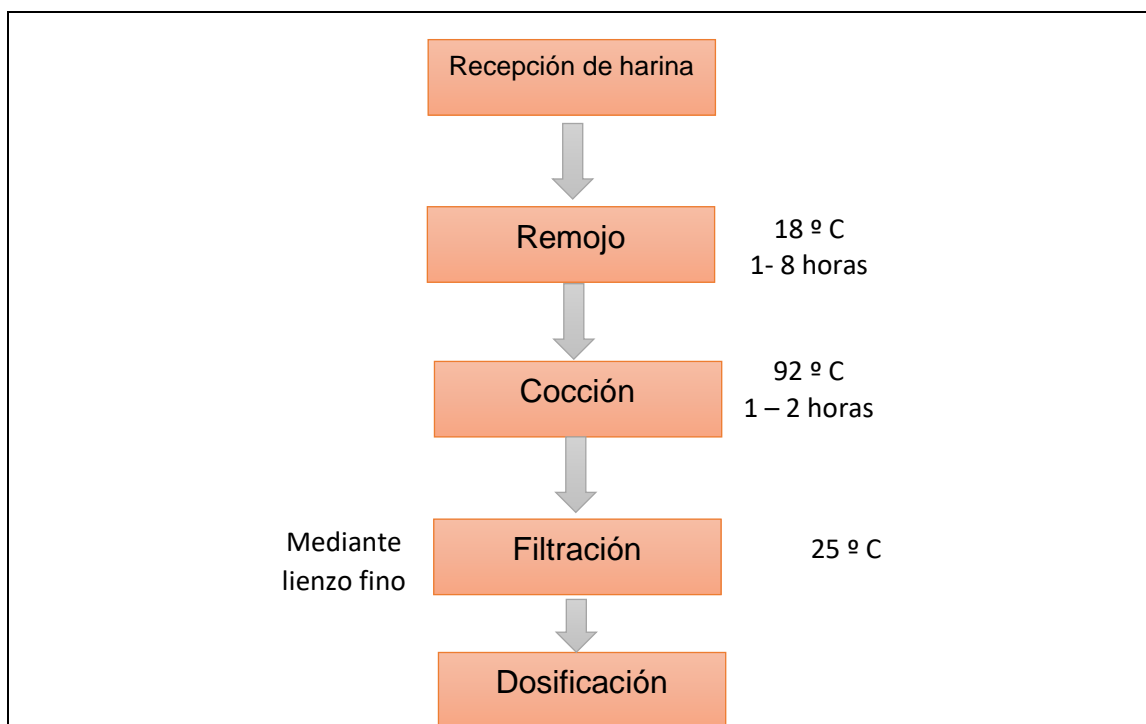 Recepción de harina
Remojo
18 º C
1- 8 horas
Cocción
92 º C
1 – 2 horas
Mediante
lienzo fino
Filtración
25 º C
Dosificación